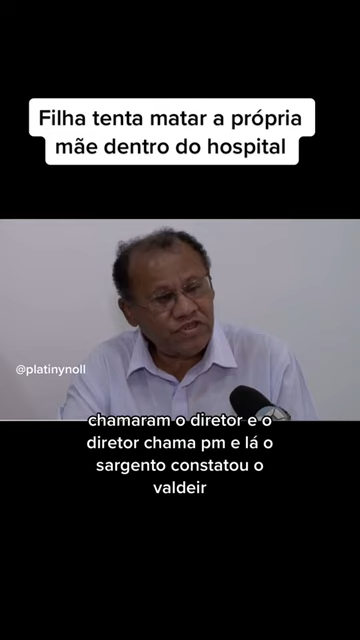 Filha tenta matar a própria
mãe dentro do hospital
@platinynoll
chamaram o diretor e o
diretor chama pm e lá o
sargento constatou o
valdeir